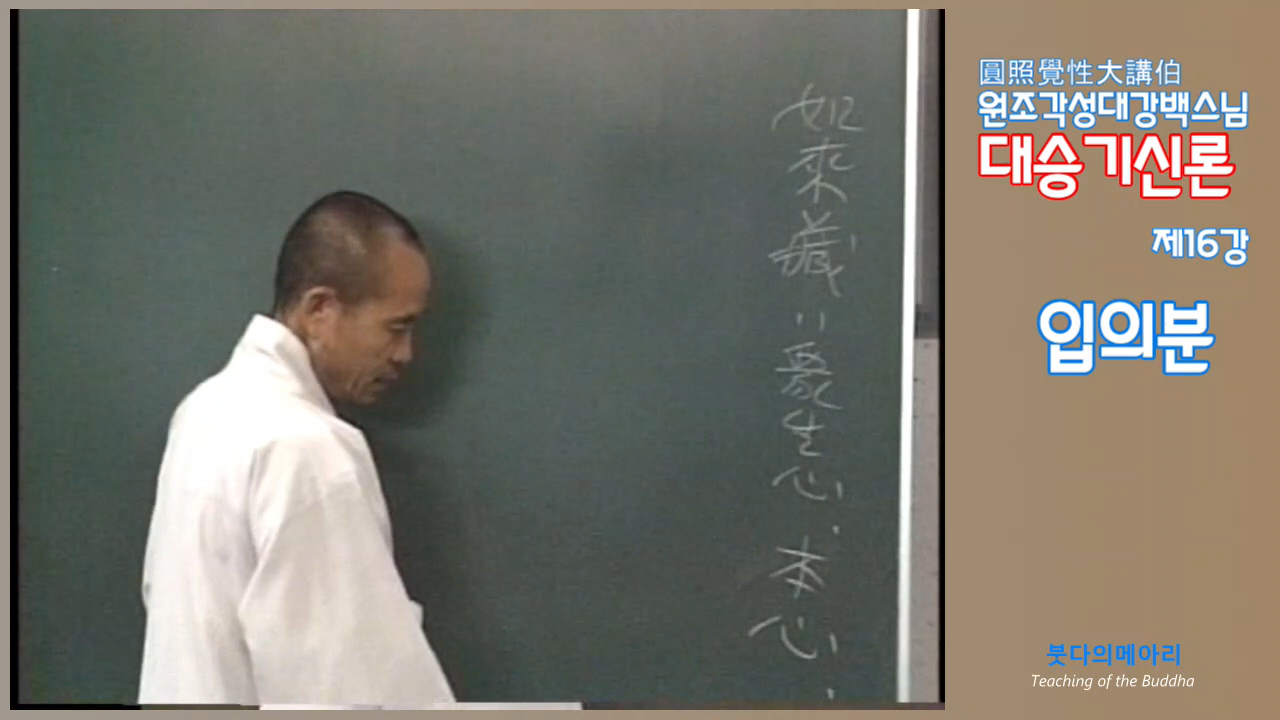 如來藏 〃 衆生心、本心、
圓照覺性大講伯
원조각성대강백스님
대승기신론
제16강
입의분
붓다의메아리
Teaching of the Buddha